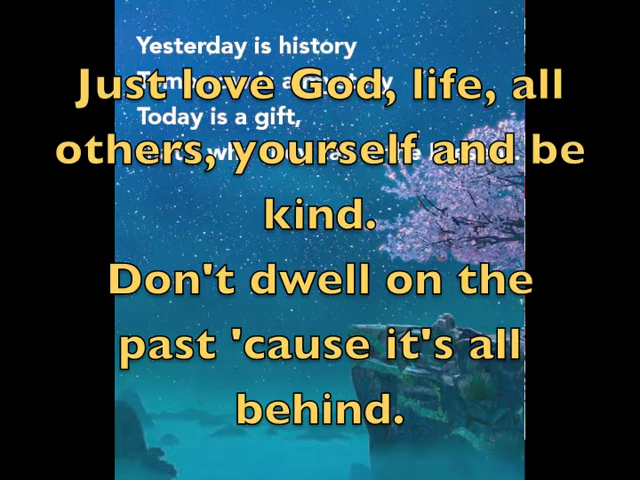 Yesterday is history
Just love God, life, all
Today is a gift,
others, yourself and be
kind.
Don't dwell on the
past 'cause it's all
behind.